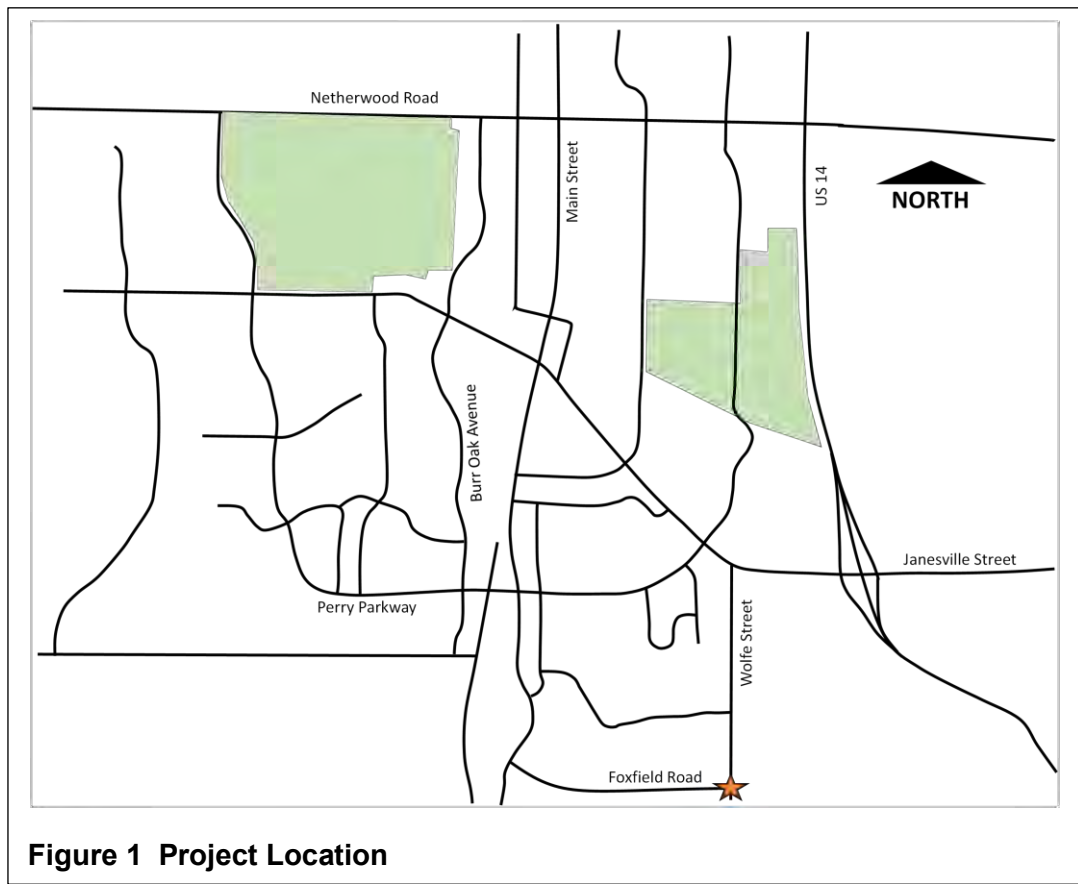 Netherwood Road
Main Street
US 14
NORTH
Burr Oak Avenue
Janesville Street
Perry Parkway
Wolfe Street
Foxfield Road
Figure 1 Project Location